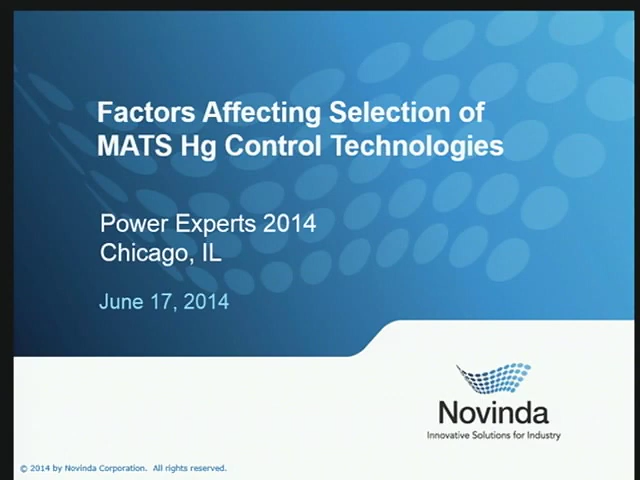 Factors Affecting Selection of
MATS Hg Control Technologies
Power Experts 2014
Chicago, IL
June 17, 2014
Novinda
Innovative Solutions for Industry
© 2014 by Novinda Corporation. All rights reserved.